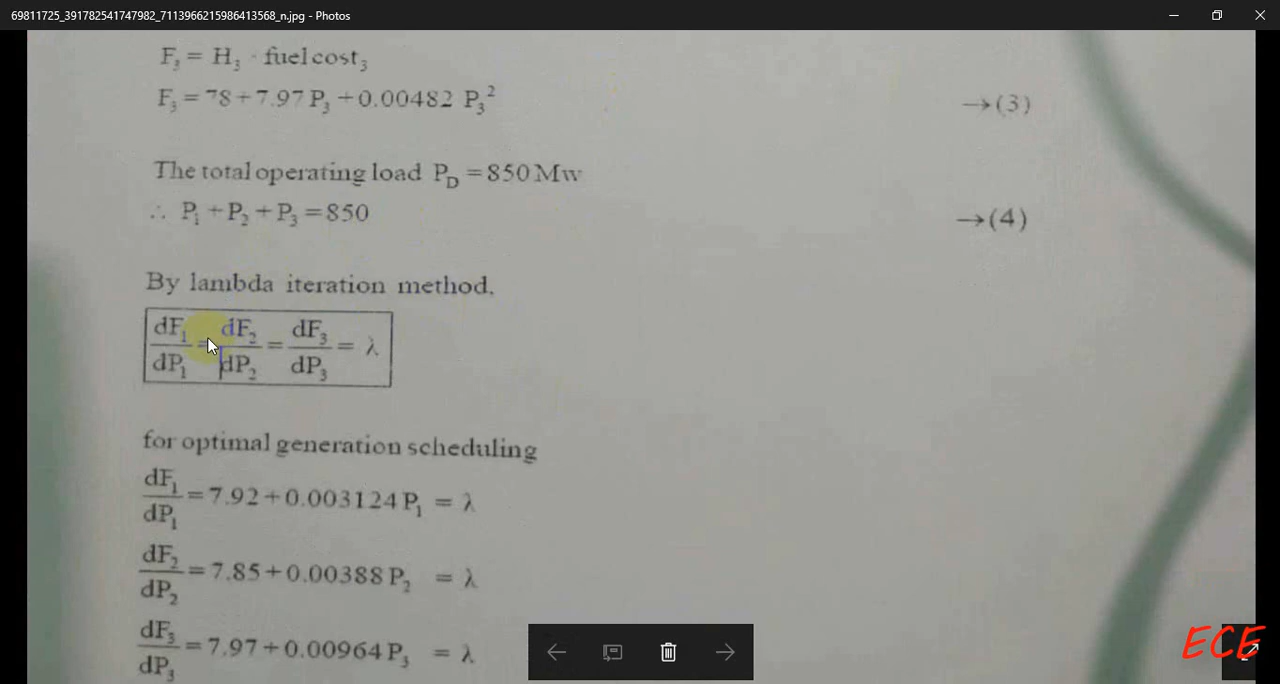 69811725_391782541747982_7113966215986413568_n.jpg - Photos
F₃ = H₃ · fuel cost₃
F₃ = 78 + 7.97 P₃ + 0.00482 P₃² →(3)
The total operating load P_D = 850 Mw
∴ P₁ + P₂ + P₃ = 850 →(4)
By lambda iteration method.
dF₁/dP₁ = dF₂/dP₂ = dF₃/dP₃ = λ
for optimal generation scheduling
dF₁/dP₁ = 7.92 + 0.003124 P₁ = λ
dF₂/dP₂ = 7.85 + 0.00388 P₂ = λ
dF₃/dP₃ = 7.97 + 0.00964 P₃ = λ
ECE